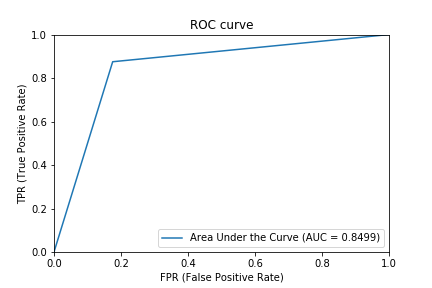 ROC curve
1.0
0.8
0.6
0.4
0.2
0.0
TPR (True Positive Rate)
Area Under the Curve (AUC = 0.8499)
0.0 0.2 0.4 0.6 0.8 1.0
FPR (False Positive Rate)